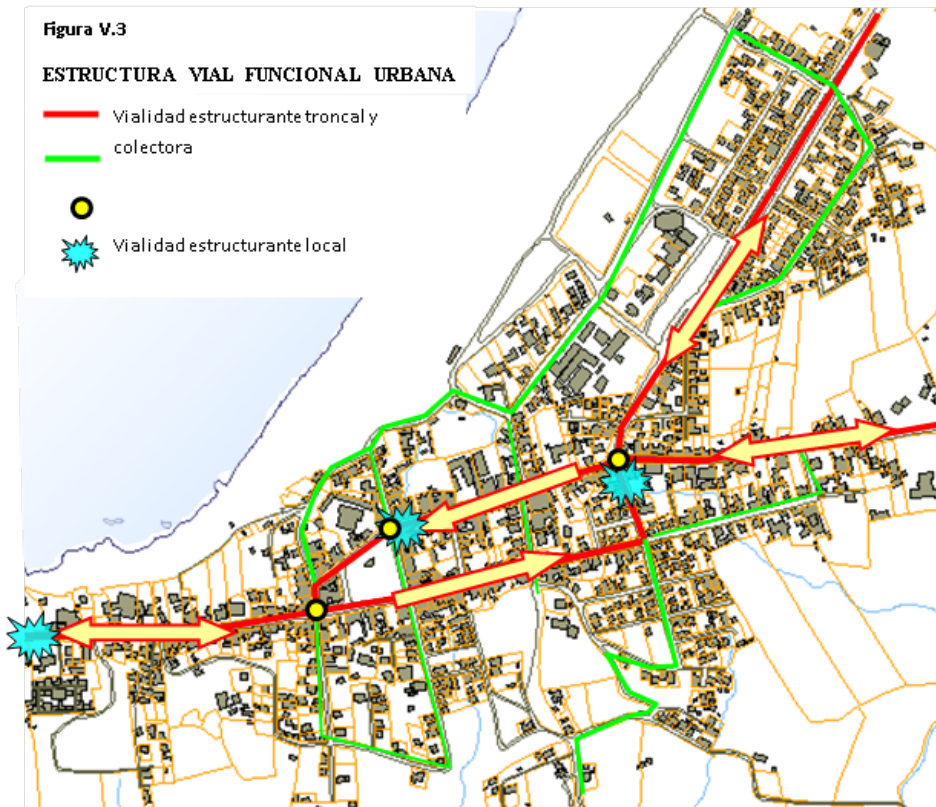 Figura V.3
ESTRUCTURA VIAL FUNCIONAL URBANA
Vialidad estructurante troncal y
colectora
Vialidad estructurante local